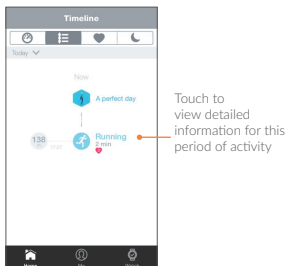 Timeline
Today
Now
A perfect day
138
Running
2 min
Touch to
view detailed
information for this
period of activity
Home